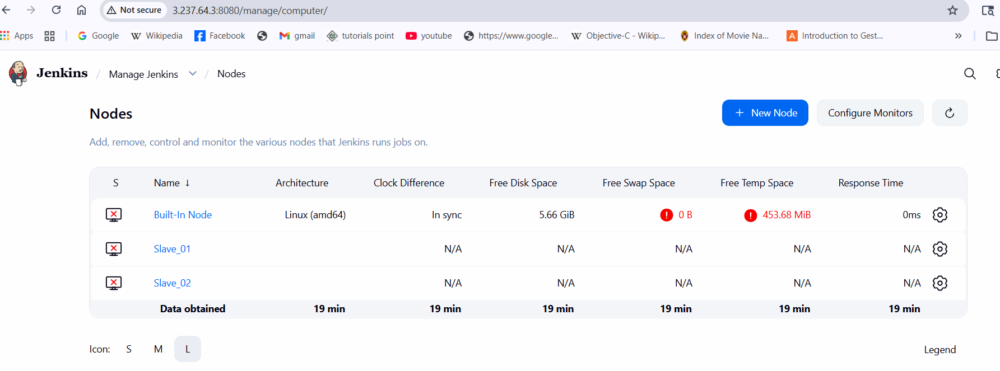 Not secure 3.237.64.3:8080/manage/computer/
Apps Google Wikipedia Facebook gmail tutorials point youtube https://www.google... Objective-C - Wikip... Index of Movie Na... Introduction to Gest... »
Jenkins / Manage Jenkins / Nodes
Nodes
+ New Node Configure Monitors
Add, remove, control and monitor the various nodes that Jenkins runs jobs on.
S Name ↓ Architecture Clock Difference Free Disk Space Free Swap Space Free Temp Space Response Time
Built-In Node Linux (amd64) In sync 5.66 GiB 0 B 453.68 MiB 0ms
Slave_01 N/A N/A N/A N/A N/A
Slave_02 N/A N/A N/A N/A N/A
Data obtained 19 min 19 min 19 min 19 min 19 min 19 min
Icon: S M L Legend